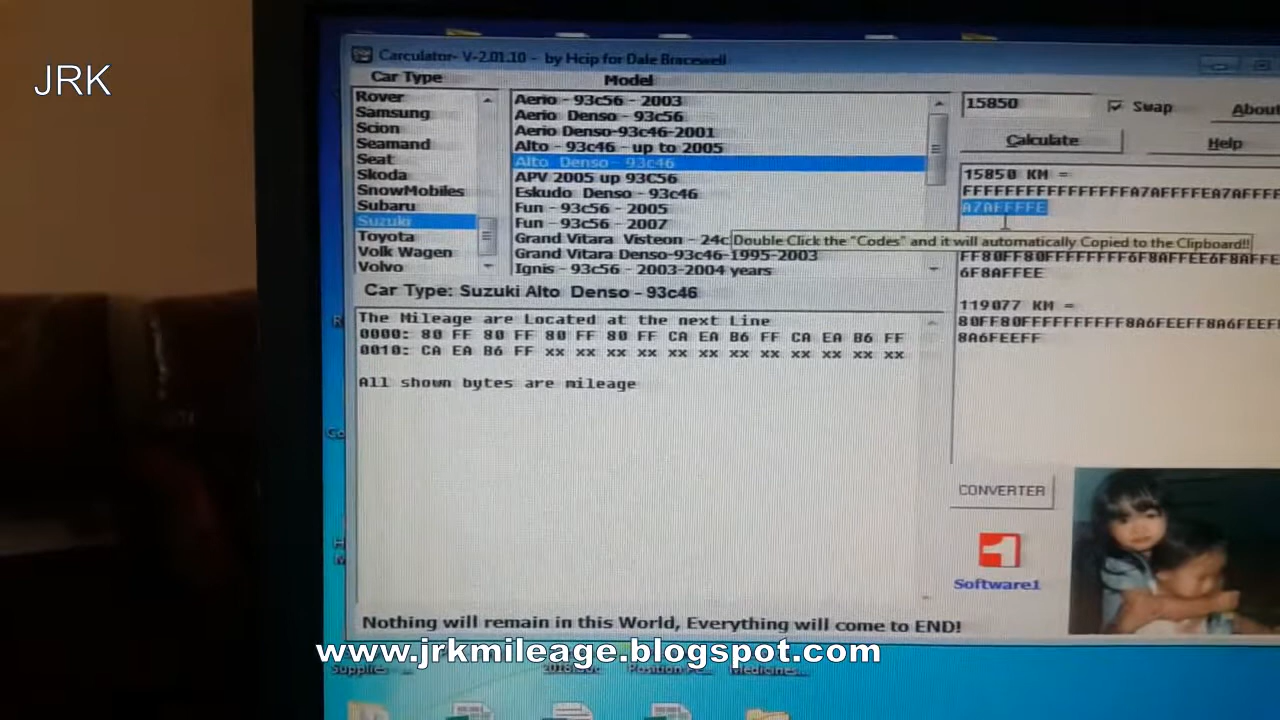 JRK
Carculator- V-2.01.10 - by Hcip for Dale Bracewell
Car Type
Model
Rover
Samsung
Scion
Seamand
Seat
Skoda
SnowMobiles
Subaru
Suzuki
Toyota
Volk Wagen
Volvo
Aerio - 93c56 - 2003
Aerio Denso - 93c56
Aerio Denso-93c46-2001
Alto - 93c46 - up to 2005
Alto Denso - 93c46
APV 2005 up 93C56
Eskudo Denso - 93c46
Fun - 93c56 - 2005
Fun - 93c56 - 2007
Grand Vitara Visteon - 24c
Grand Vitara Denso-93c46-1995-2003
Ignis - 93c56 - 2003-2004 years
15850
Swap
About
Calculate
Help
15850 KM =
FFFFFFFFFFFFFFFFA7AFFFFEA7AFFFF
A7AFFFFE
Double Click the "Codes" and it will automatically Copied to the Clipboard!!
FF80FF80FFFFFFFF6F8AFFEE6F8AFFE
6F8AFFEE
119077 KM =
80FF80FFFFFFFFFF8A6FEEFF8A6FEEF
8A6FEEFF
Car Type: Suzuki Alto Denso - 93c46
The Mileage are Located at the next Line
0000: 80 FF 80 FF 80 FF 80 FF CA EA B6 FF CA EA B6 FF
0010: CA EA B6 FF xx xx xx xx xx xx xx xx xx xx xx xx
All shown bytes are mileage
CONVERTER
Software1
Nothing will remain in this World, Everything will come to END!
www.jrkmileage.blogspot.com
Supplies ...
Medicines...